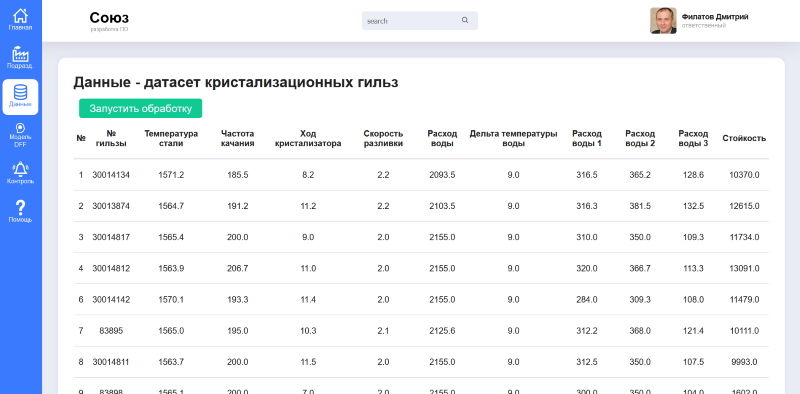 Главная
Подразд.
Данные
Модель
DFF
Контроль
Помощь
Союз
разработка ПО
search
Филатов Дмитрий
ответственный
Данные - датасет кристализационных гильз
Запустить обработку
№ № гильзы Температура стали Частота качания Ход кристализатора Скорость разливки Расход воды Дельта температуры воды Расход воды 1 Расход воды 2 Расход воды 3 Стойкость
1 30014134 1571.2 185.5 8.2 2.2 2093.5 9.0 316.5 365.2 128.6 10370.0
2 30013874 1564.7 191.2 11.2 2.2 2103.5 9.0 316.3 381.5 132.5 12615.0
3 30014817 1565.4 200.0 9.0 2.0 2155.0 9.0 310.0 350.0 109.3 11734.0
4 30014812 1563.9 206.7 11.0 2.0 2155.0 9.0 320.0 366.7 113.3 13091.0
6 30014142 1570.1 193.3 11.4 2.0 2155.0 9.0 284.0 309.3 108.0 11479.0
7 83895 1565.0 195.0 10.3 2.1 2125.6 9.0 312.2 368.0 121.4 10111.0
8 30014811 1563.7 200.0 11.5 2.0 2155.0 9.0 312.5 350.0 107.5 9993.0
9 83898 1565.1 200.0 7.0 2.0 2155.0 9.0 300.0 350.0 104.0 1602.0